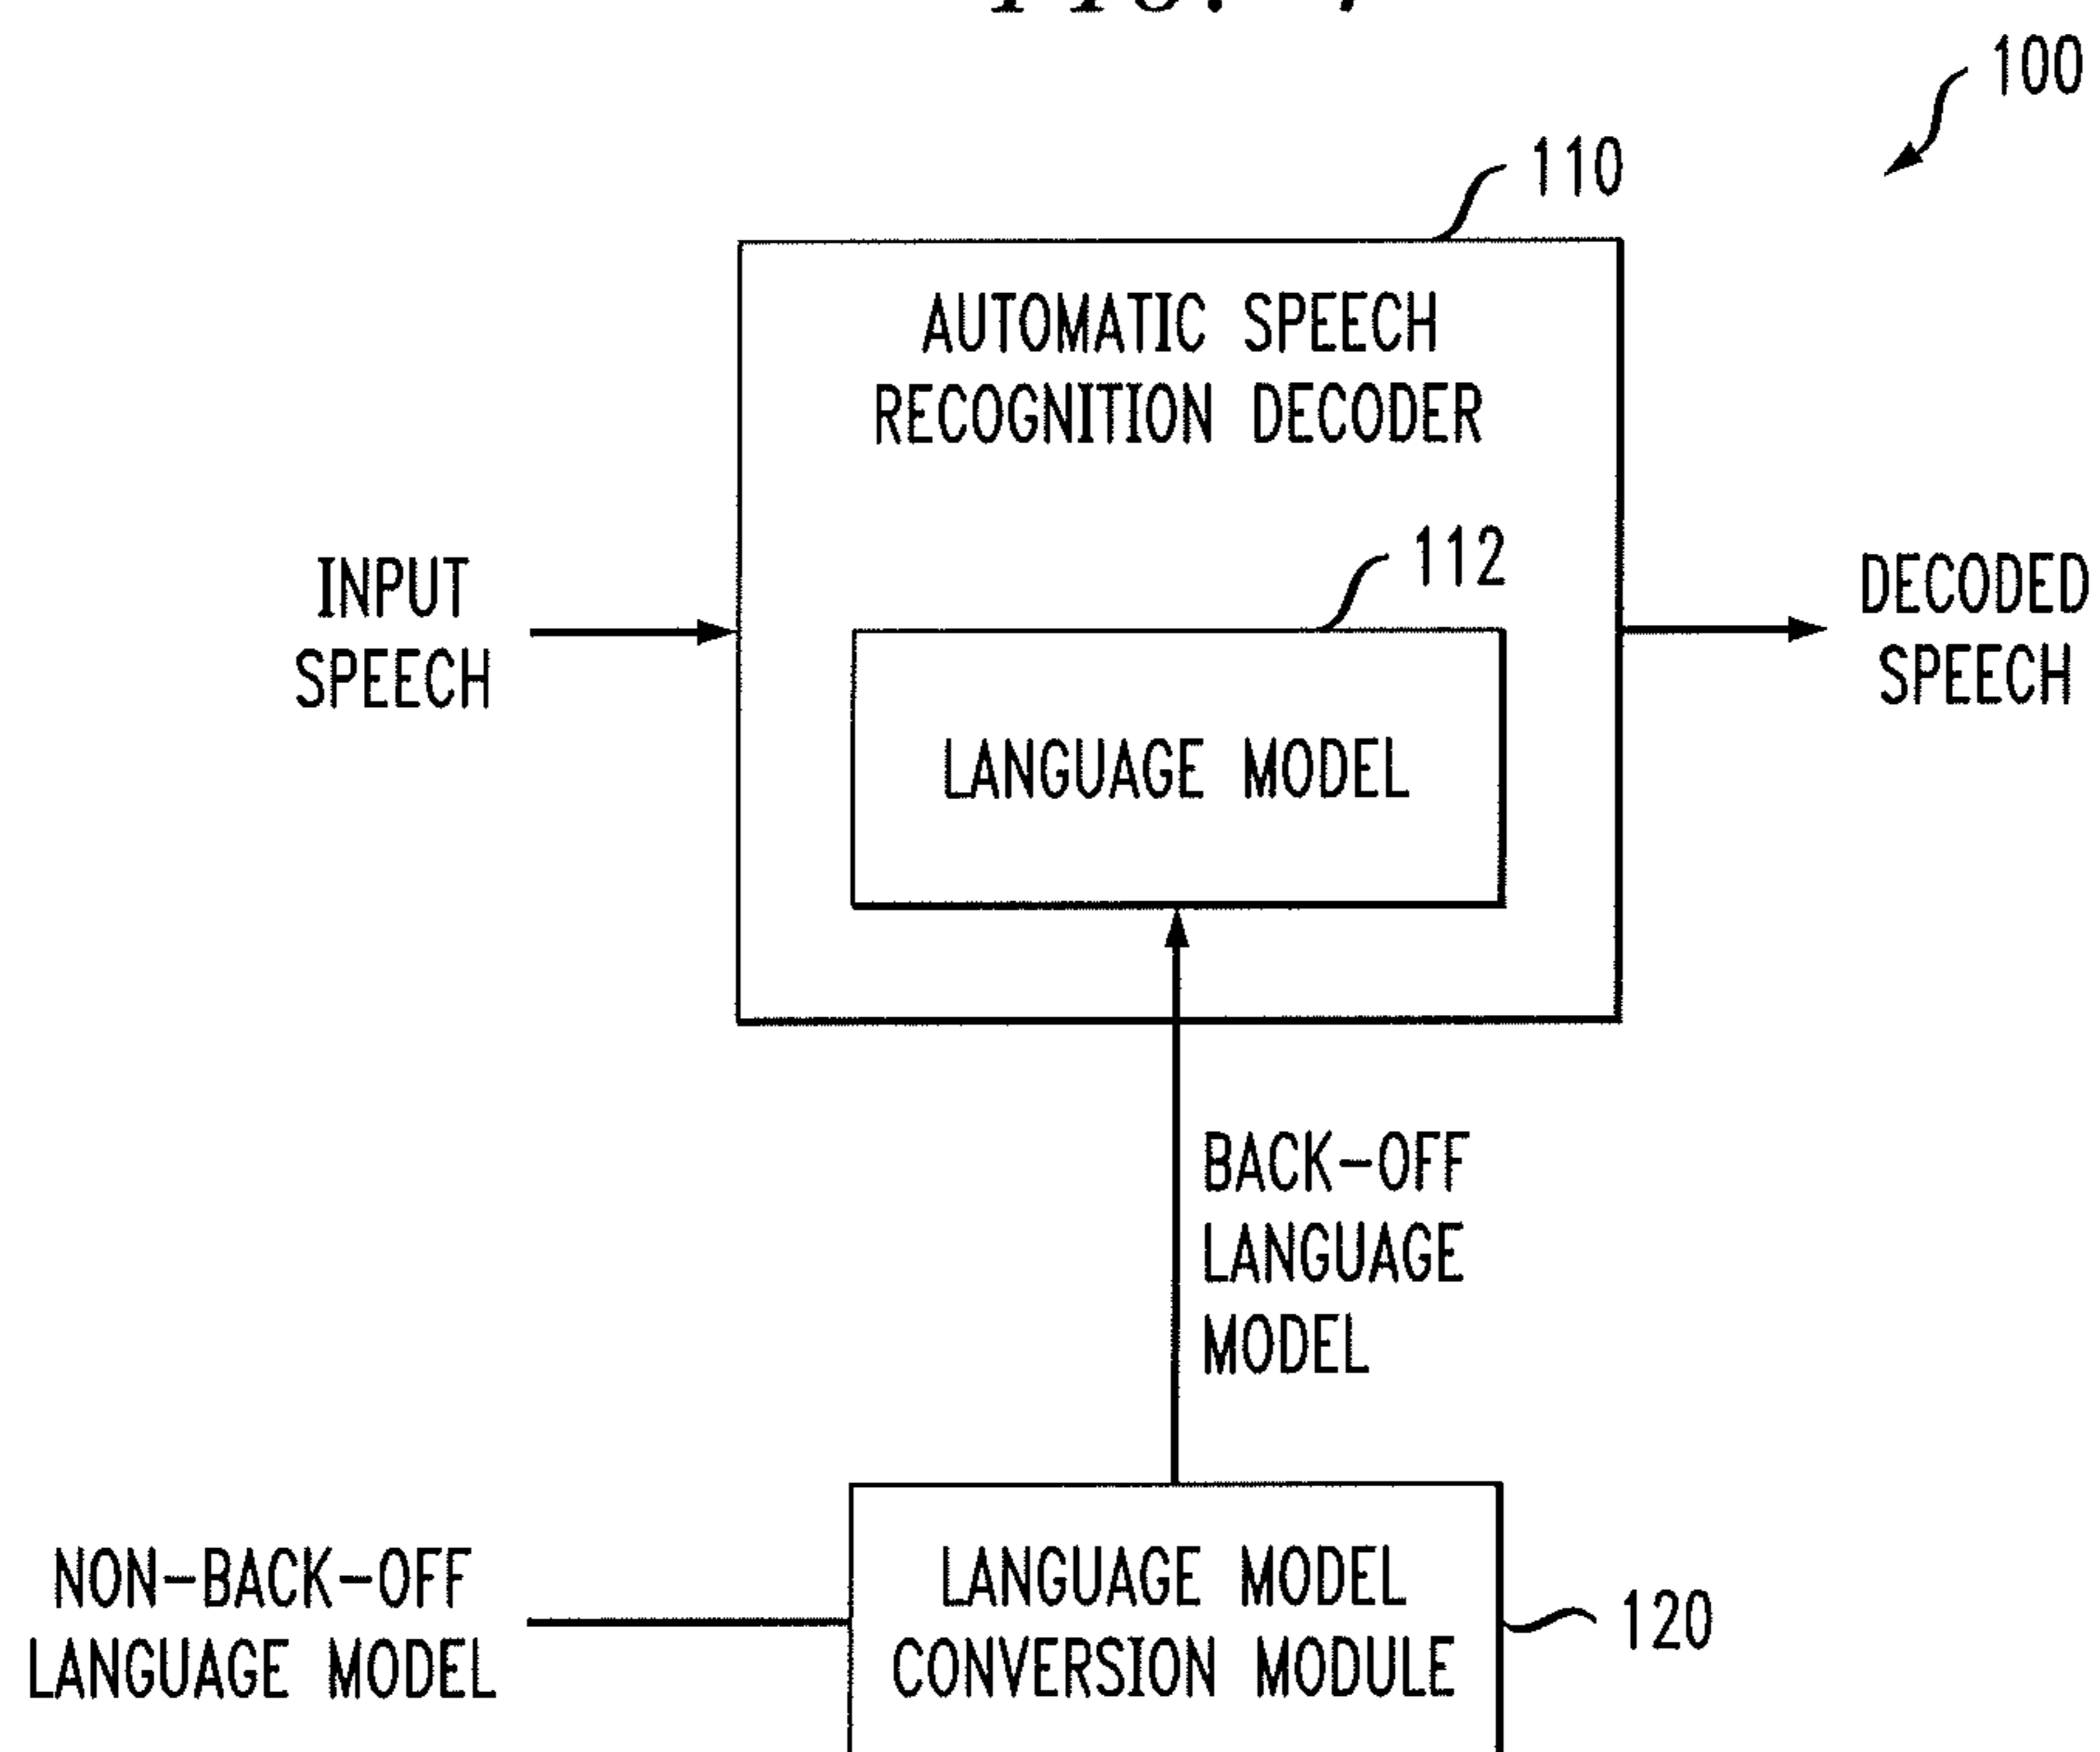 100
110
AUTOMATIC SPEECH
RECOGNITION DECODER
112
INPUT
SPEECH
DECODED
SPEECH
LANGUAGE MODEL
BACK-OFF
LANGUAGE
MODEL
NON-BACK-OFF
LANGUAGE MODEL
LANGUAGE MODEL
CONVERSION MODULE
120